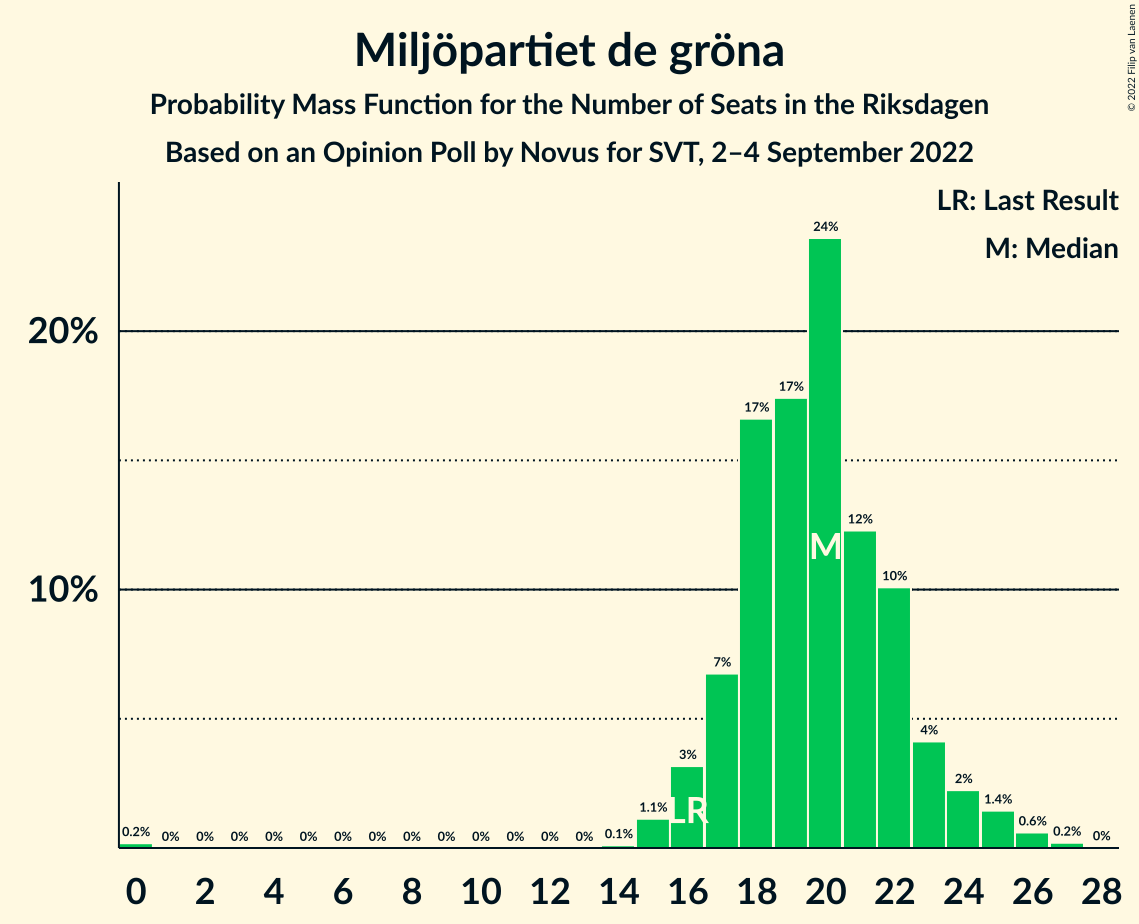 Miljöpartiet de gröna
Probability Mass Function for the Number of Seats in the Riksdagen
Based on an Opinion Poll by Novus for SVT, 2–4 September 2022
© 2022 Filip van Laenen
LR: Last Result
M: Median
20%
10%
0.2% 0% 0% 0% 0% 0% 0% 0% 0% 0% 0% 0% 0% 0% 0.1% 1.1% 3% 7% 17% 17% 24% 12% 10% 4% 2% 1.4% 0.6% 0.2% 0%
M
LR
0 2 4 6 8 10 12 14 16 18 20 22 24 26 28